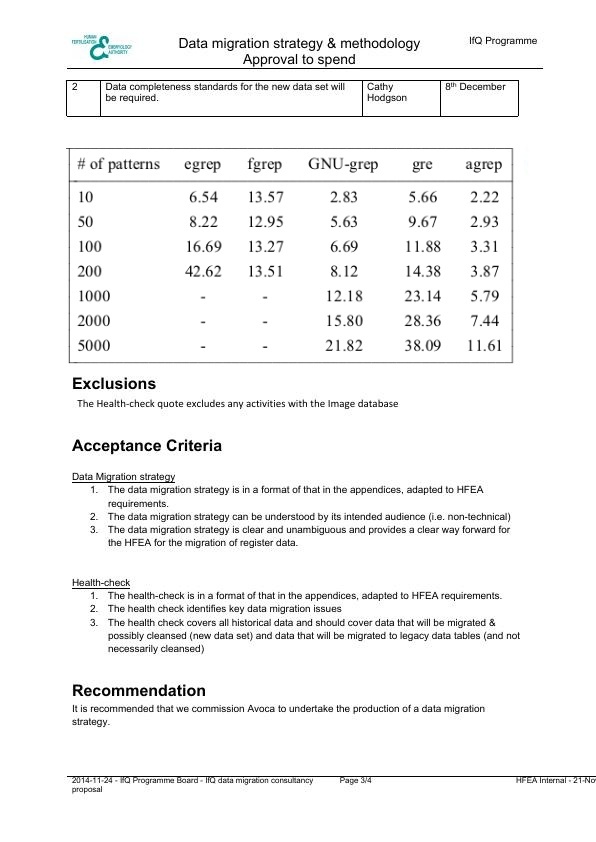 HUMAN
FERTILISATION
EMBRYOLOGY
AUTHORITY
Data migration strategy & methodology
Approval to spend
IfQ Programme
2 Data completeness standards for the new data set will be required. Cathy Hodgson 8th December
# of patterns egrep fgrep GNU-grep gre agrep
10 6.54 13.57 2.83 5.66 2.22
50 8.22 12.95 5.63 9.67 2.93
100 16.69 13.27 6.69 11.88 3.31
200 42.62 13.51 8.12 14.38 3.87
1000 - - 12.18 23.14 5.79
2000 - - 15.80 28.36 7.44
5000 - - 21.82 38.09 11.61
Exclusions
The Health-check quote excludes any activities with the Image database
Acceptance Criteria
Data Migration strategy
1. The data migration strategy is in a format of that in the appendices, adapted to HFEA
requirements.
2. The data migration strategy can be understood by its intended audience (i.e. non-technical)
3. The data migration strategy is clear and unambiguous and provides a clear way forward for
the HFEA for the migration of register data.
Health-check
1. The health-check is in a format of that in the appendices, adapted to HFEA requirements.
2. The health check identifies key data migration issues
3. The health check covers all historical data and should cover data that will be migrated &
possibly cleansed (new data set) and data that will be migrated to legacy data tables (and not
necessarily cleansed)
Recommendation
It is recommended that we commission Avoca to undertake the production of a data migration
strategy.
2014-11-24 - IfQ Programme Board - IfQ data migration consultancy
proposal
Page 3/4
HFEA Internal - 21-No